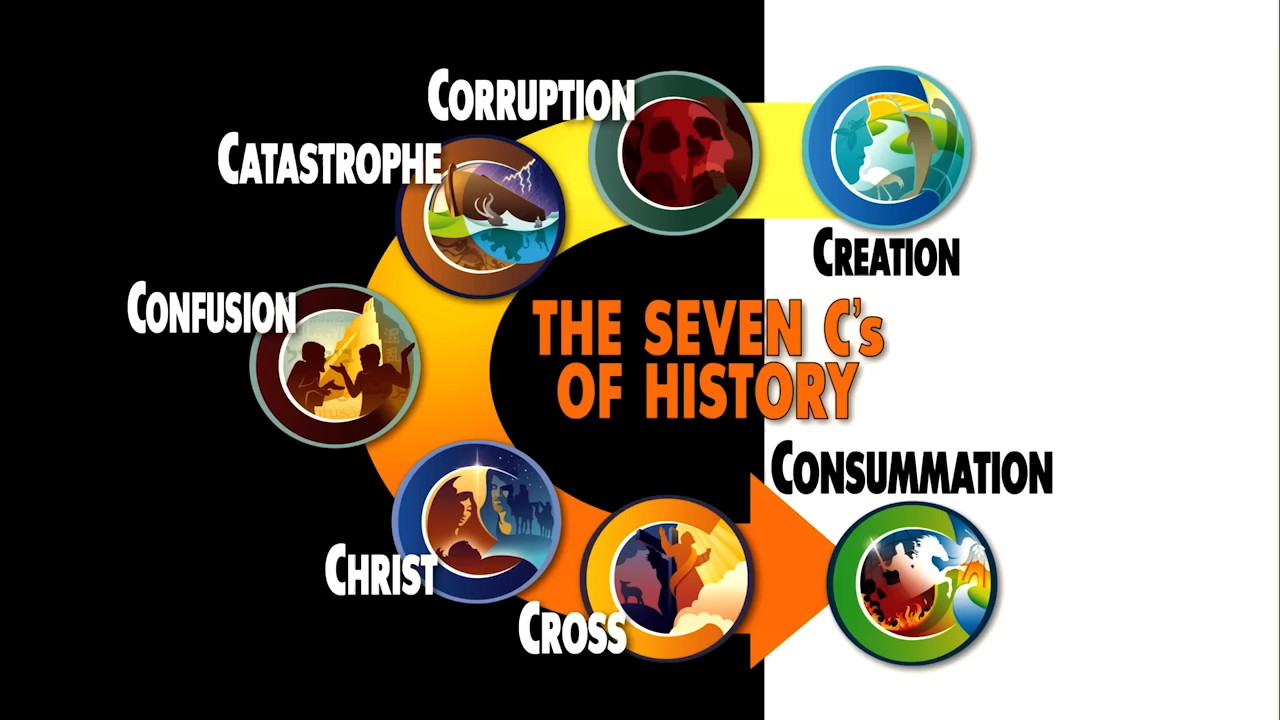 CORRUPTION
CREATION
CATASTROPHE
CONFUSION
THE SEVEN C's
OF HISTORY
CONSUMMATION
CHRIST
CROSS